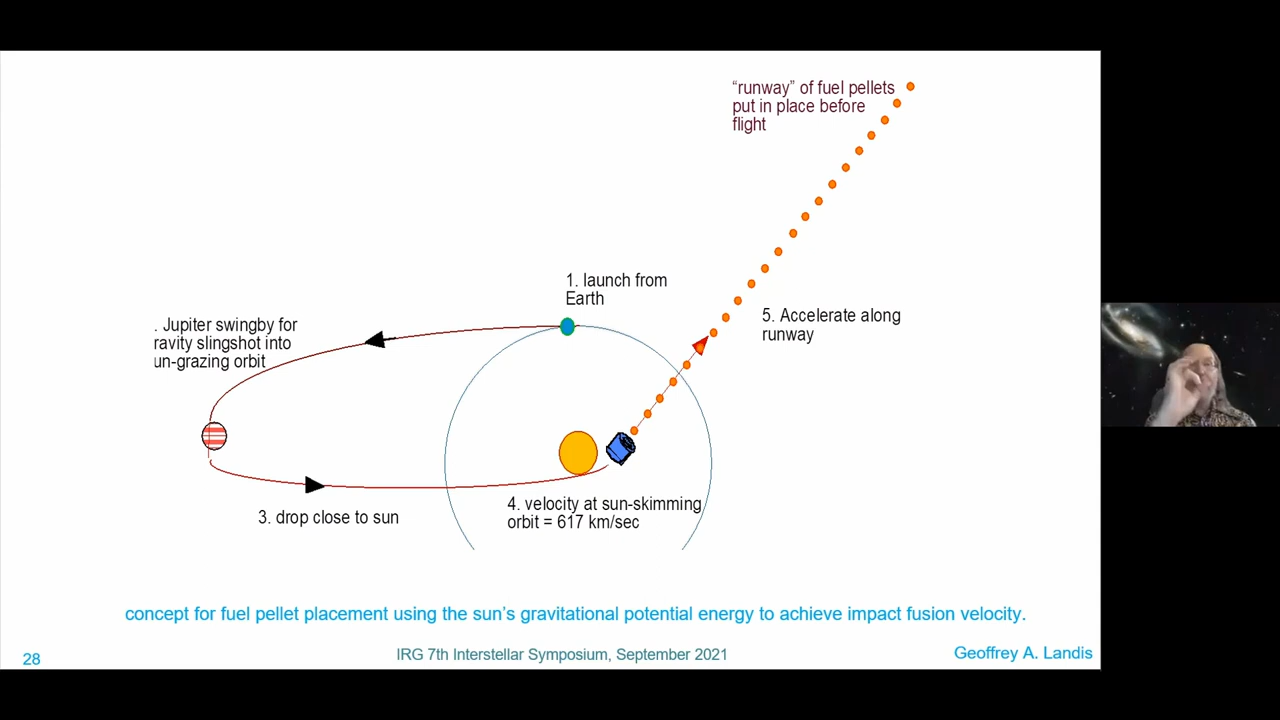 “runway” of fuel pellets
put in place before
flight
1. launch from
Earth
. Jupiter swingby for
ravity slingshot into
un-grazing orbit
5. Accelerate along
runway
3. drop close to sun
4. velocity at sun-skimming
orbit = 617 km/sec
concept for fuel pellet placement using the sun’s gravitational potential energy to achieve impact fusion velocity.
28
IRG 7th Interstellar Symposium, September 2021
Geoffrey A. Landis